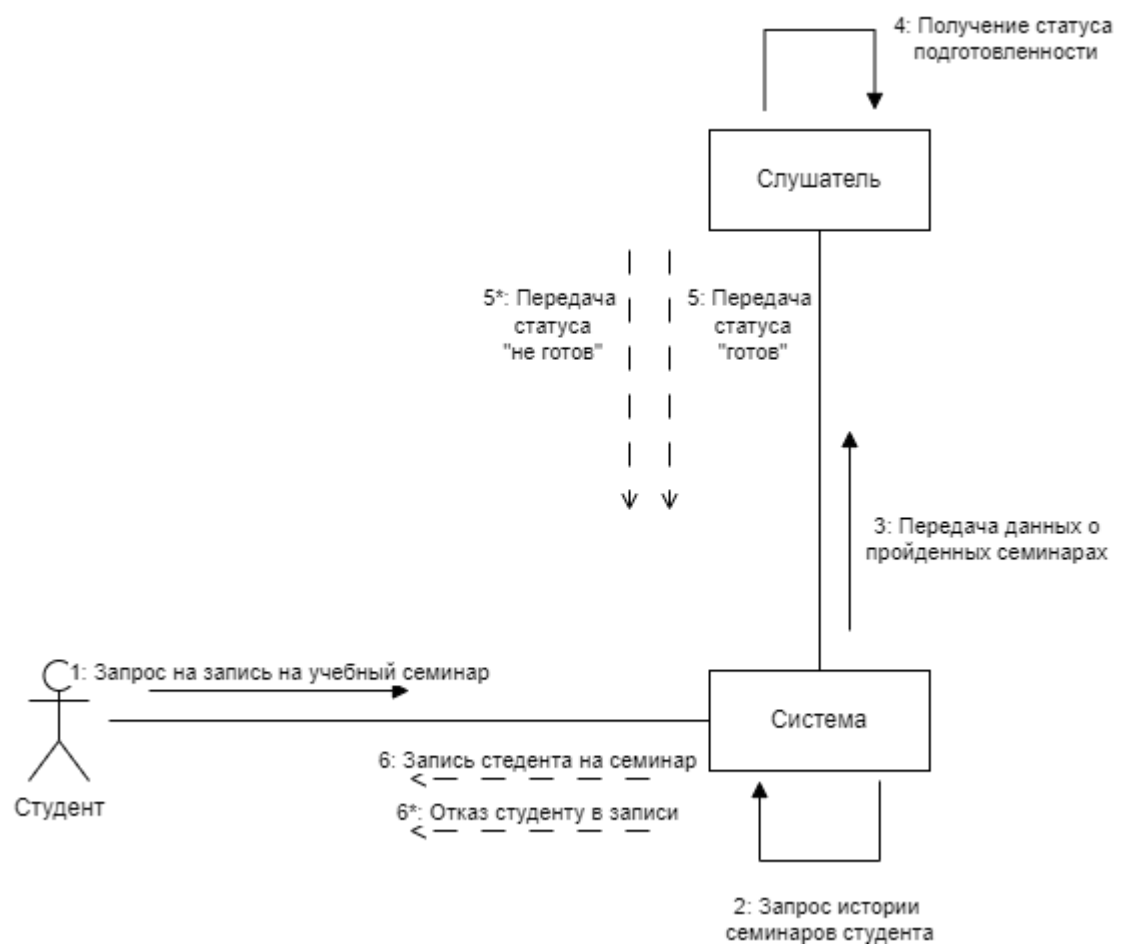 4: Получение статуса
подготовленности
Слушатель
5*: Передача
статуса
"не готов"
5: Передача
статуса
"готов"
3: Передача данных о
пройденных семинарах
1: Запрос на запись на учебный семинар
Система
6: Запись стедента на семинар
6*: Отказ студенту в записи
Студент
2: Запрос истории
семинаров студента